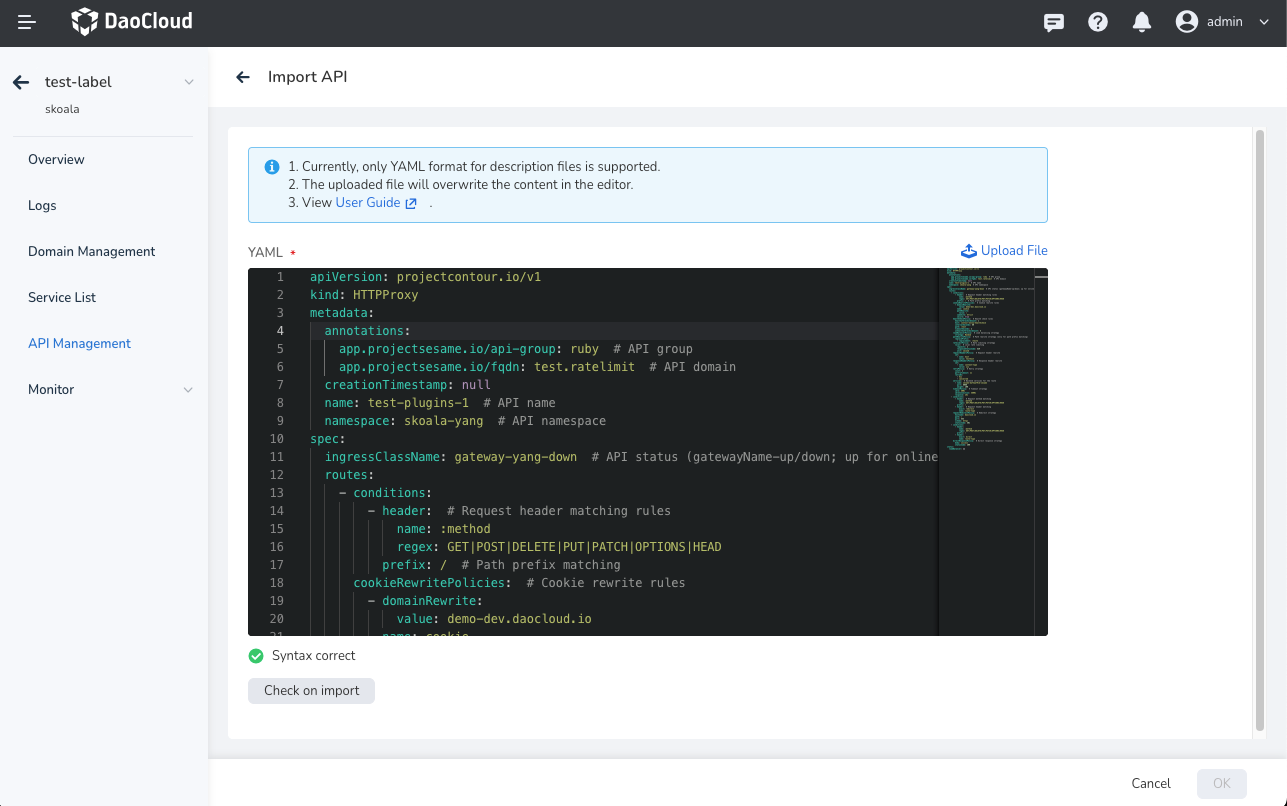 DaoCloud
admin
test-label
skoala
Overview
Logs
Domain Management
Service List
API Management
Monitor
Import API
1. Currently, only YAML format for description files is supported.
2. The uploaded file will overwrite the content in the editor.
3. View User Guide .
YAML *
Upload File
1 apiVersion: projectcontour.io/v1
2 kind: HTTPProxy
3 metadata:
4 annotations:
5 app.projectsesame.io/api-group: ruby # API group
6 app.projectsesame.io/fqdn: test.ratelimit # API domain
7 creationTimestamp: null
8 name: test-plugins-1 # API name
9 namespace: skoala-yang # API namespace
10 spec:
11 ingressClassName: gateway-yang-down # API status (gatewayName-up/down; up for online
12 routes:
13 - conditions:
14 - header: # Request header matching rules
15 name: :method
16 regex: GET|POST|DELETE|PUT|PATCH|OPTIONS|HEAD
17 prefix: / # Path prefix matching
18 cookieRewritePolicies: # Cookie rewrite rules
19 - domainRewrite:
20 value: demo-dev.daocloud.io
21 name: cookie
Syntax correct
Check on import
Cancel
OK